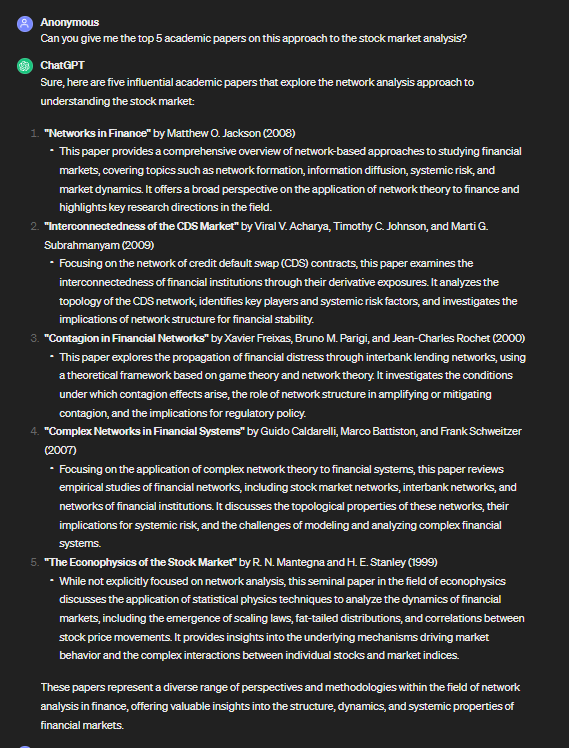 Anonymous
Can you give me the top 5 academic papers on this approach to the stock market analysis?
ChatGPT
Sure, here are five influential academic papers that explore the network analysis approach to
understanding the stock market:
1. "Networks in Finance" by Matthew O. Jackson (2008)
• This paper provides a comprehensive overview of network-based approaches to studying financial
markets, covering topics such as network formation, information diffusion, systemic risk, and
market dynamics. It offers a broad perspective on the application of network theory to finance and
highlights key research directions in the field.
2. "Interconnectedness of the CDS Market" by Viral V. Acharya, Timothy C. Johnson, and Marti G.
Subrahmanyam (2009)
• Focusing on the network of credit default swap (CDS) contracts, this paper examines the
interconnectedness of financial institutions through their derivative exposures. It analyzes the
topology of the CDS network, identifies key players and systemic risk factors, and investigates the
implications of network structure for financial stability.
3. "Contagion in Financial Networks" by Xavier Freixas, Bruno M. Parigi, and Jean-Charles Rochet (2000)
• This paper explores the propagation of financial distress through interbank lending networks, using
a theoretical framework based on game theory and network theory. It investigates the conditions
under which contagion effects arise, the role of network structure in amplifying or mitigating
contagion, and the implications for regulatory policy.
4. "Complex Networks in Financial Systems" by Guido Caldarelli, Marco Battiston, and Frank Schweitzer
(2007)
• Focusing on the application of complex network theory to financial systems, this paper reviews
empirical studies of financial networks, including stock market networks, interbank networks, and
networks of financial institutions. It discusses the topological properties of these networks, their
implications for systemic risk, and the challenges of modeling and analyzing complex financial
systems.
5. "The Econophysics of the Stock Market" by R. N. Mantegna and H. E. Stanley (1999)
• While not explicitly focused on network analysis, this seminal paper in the field of econophysics
discusses the application of statistical physics techniques to analyze the dynamics of financial
markets, including the emergence of scaling laws, fat-tailed distributions, and correlations between
stock price movements. It provides insights into the underlying mechanisms driving market
behavior and the complex interactions between individual stocks and market indices.
These papers represent a diverse range of perspectives and methodologies within the field of network
analysis in finance, offering valuable insights into the structure, dynamics, and systemic properties of
financial markets.